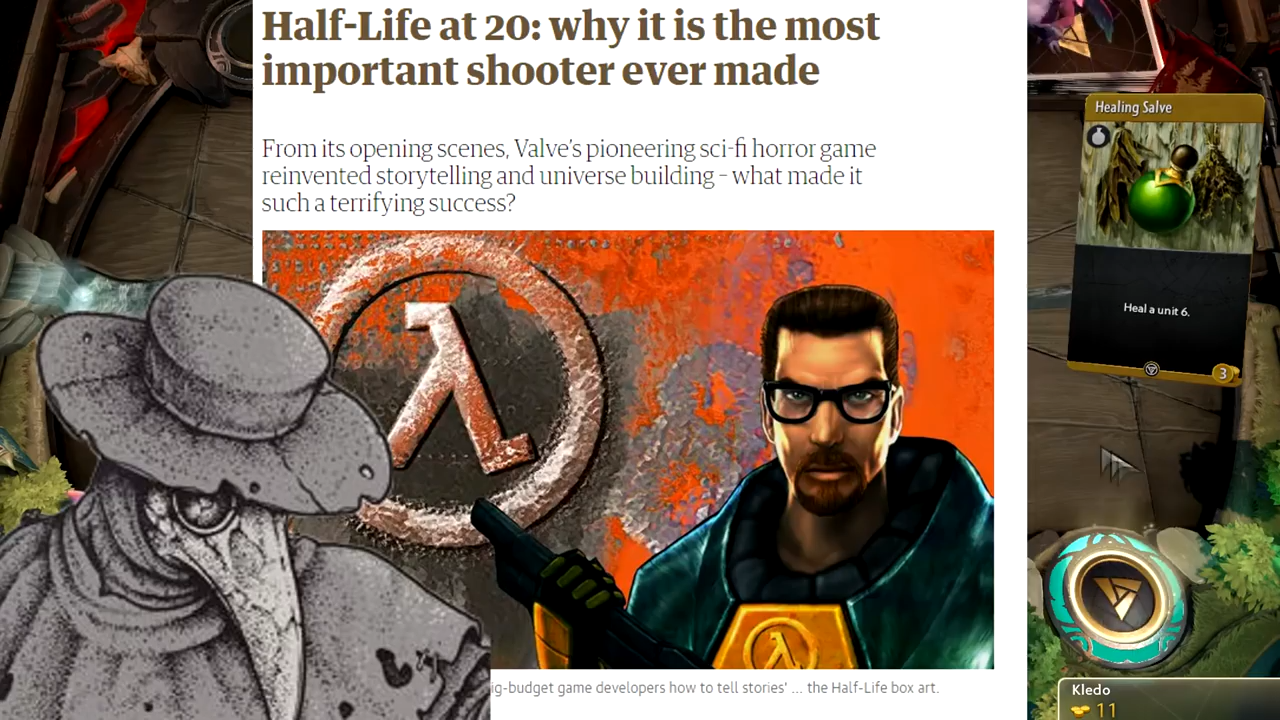 Half-Life at 20: why it is the most
important shooter ever made
From its opening scenes, Valve's pioneering sci-fi horror game
reinvented storytelling and universe building - what made it
such a terrifying success?
ig-budget game developers how to tell stories' ... the Half-Life box art.
Healing Salve
Heal a unit 6.
3
Kledo
11